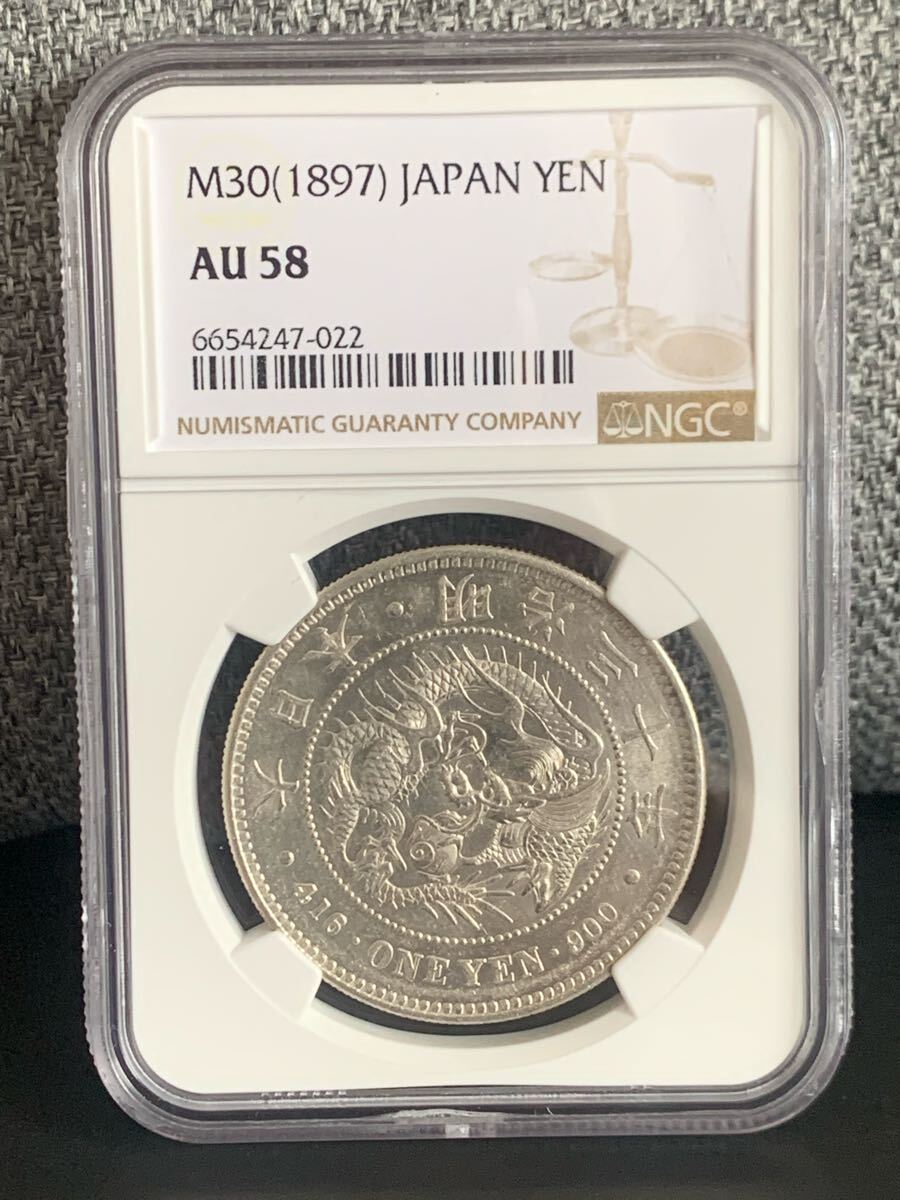 M30(1897) JAPAN YEN
AU 58
6654247-022
NUMISMATIC GUARANTY COMPANY
NGC®
大日本・明治三十年
416・ONE YEN・900